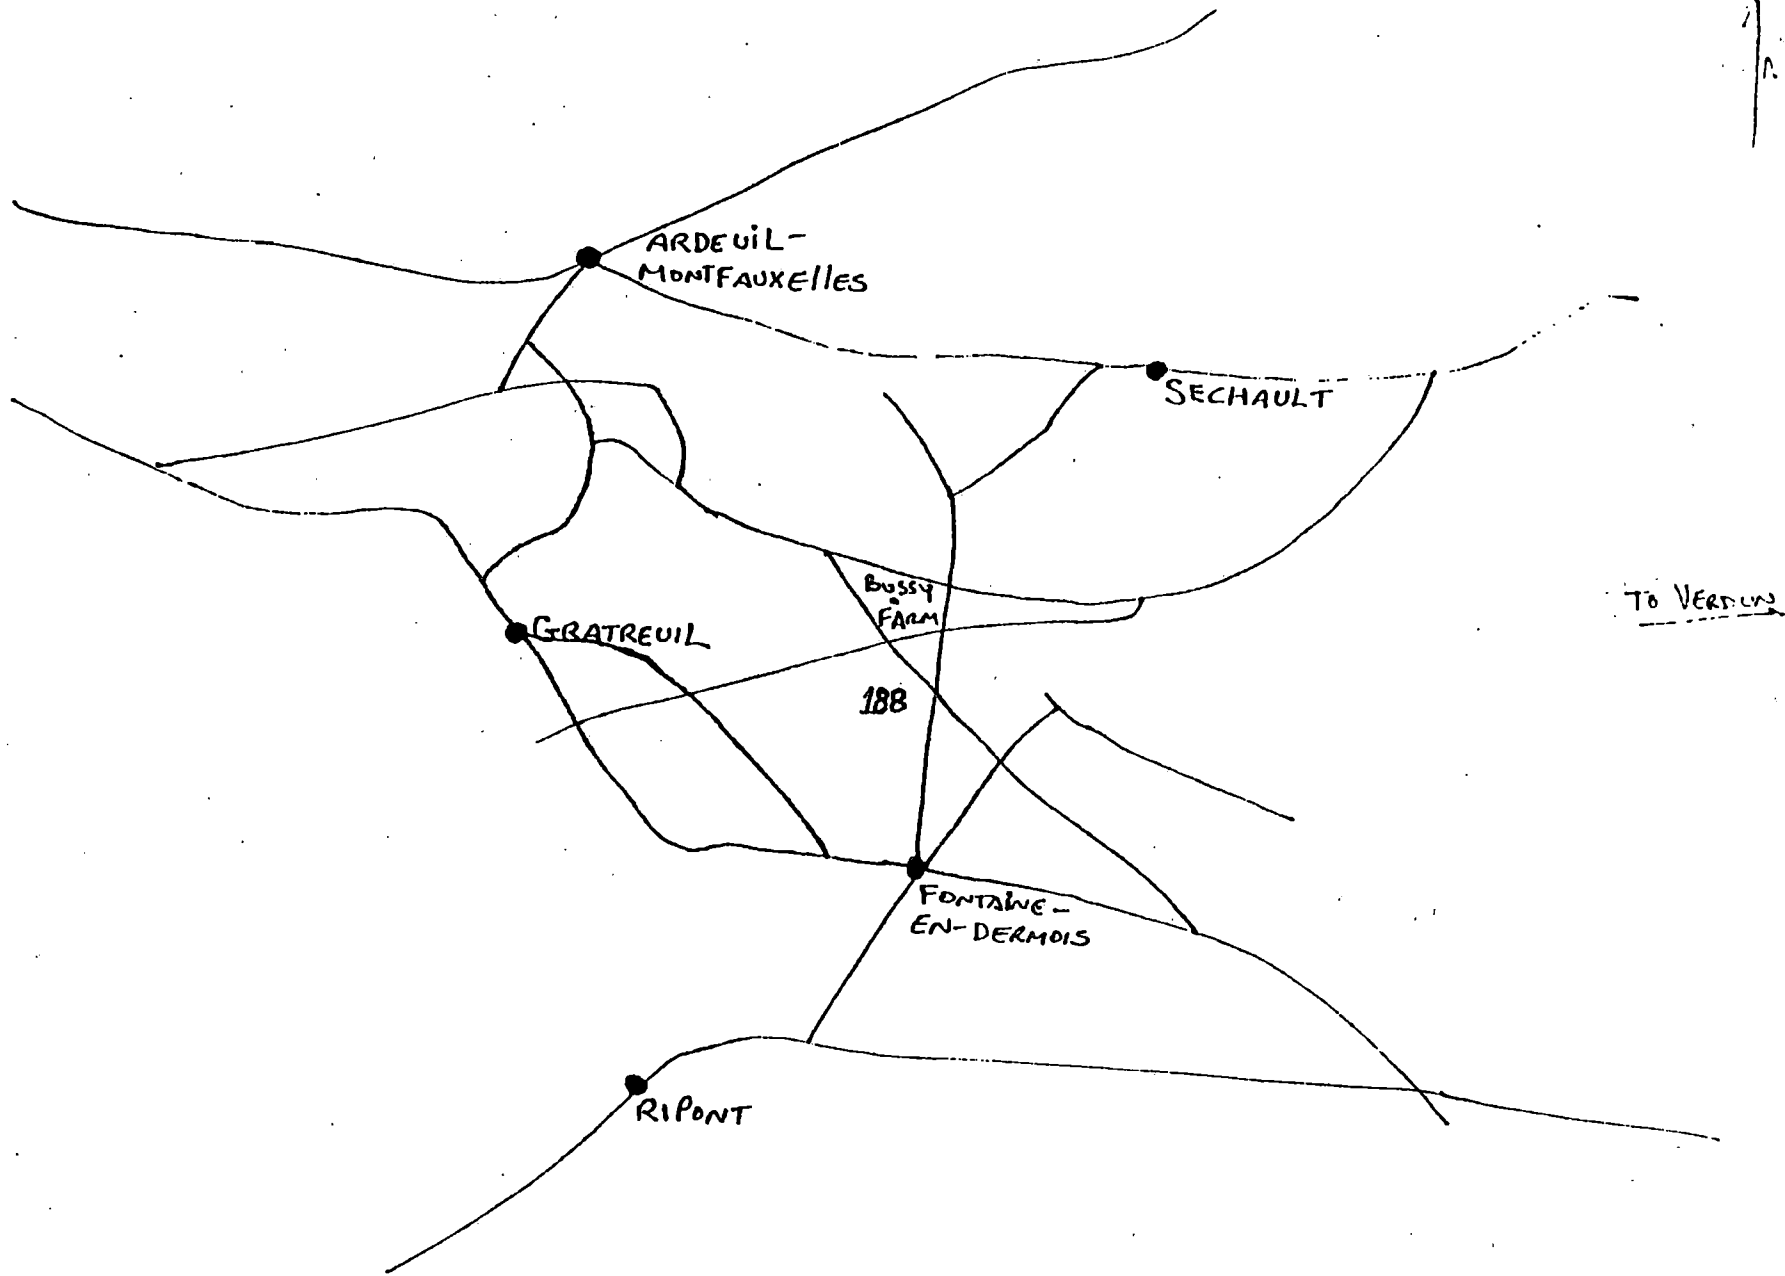 ARDEUIL-
MONTFAUXEllES
SECHAULT
BUSSY
FARM
TO VERDUN
GRATREUIL
188
FONTAINE-
EN-DERMOIS
RIPONT